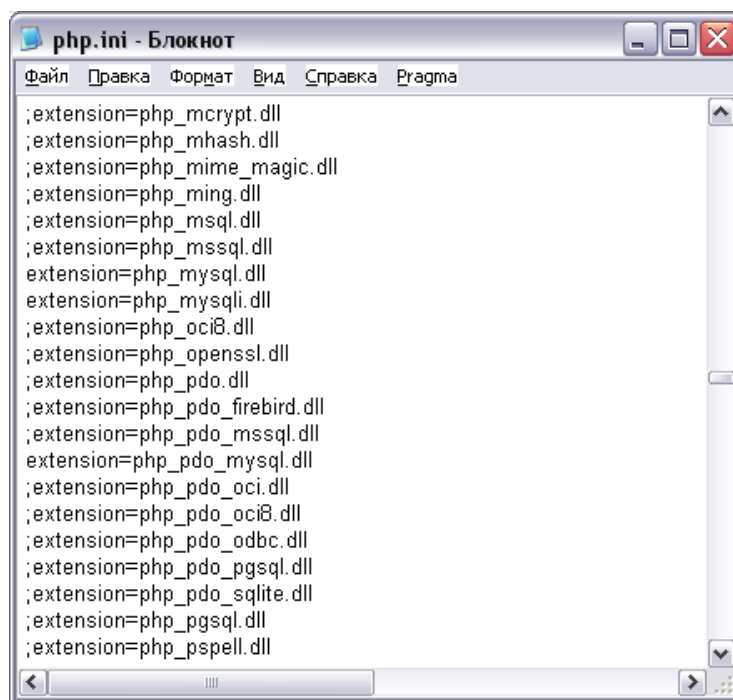 php.ini - Блокнот
Файл Правка Формат Вид Справка Pragma
;extension=php_mcrypt.dll
;extension=php_mhash.dll
;extension=php_mime_magic.dll
;extension=php_ming.dll
;extension=php_msql.dll
;extension=php_mssql.dll
extension=php_mysql.dll
extension=php_mysqli.dll
;extension=php_oci8.dll
;extension=php_openssl.dll
;extension=php_pdo.dll
;extension=php_pdo_firebird.dll
;extension=php_pdo_mssql.dll
extension=php_pdo_mysql.dll
;extension=php_pdo_oci.dll
;extension=php_pdo_oci8.dll
;extension=php_pdo_odbc.dll
;extension=php_pdo_pgsql.dll
;extension=php_pdo_sqlite.dll
;extension=php_pgsql.dll
;extension=php_pspell.dll